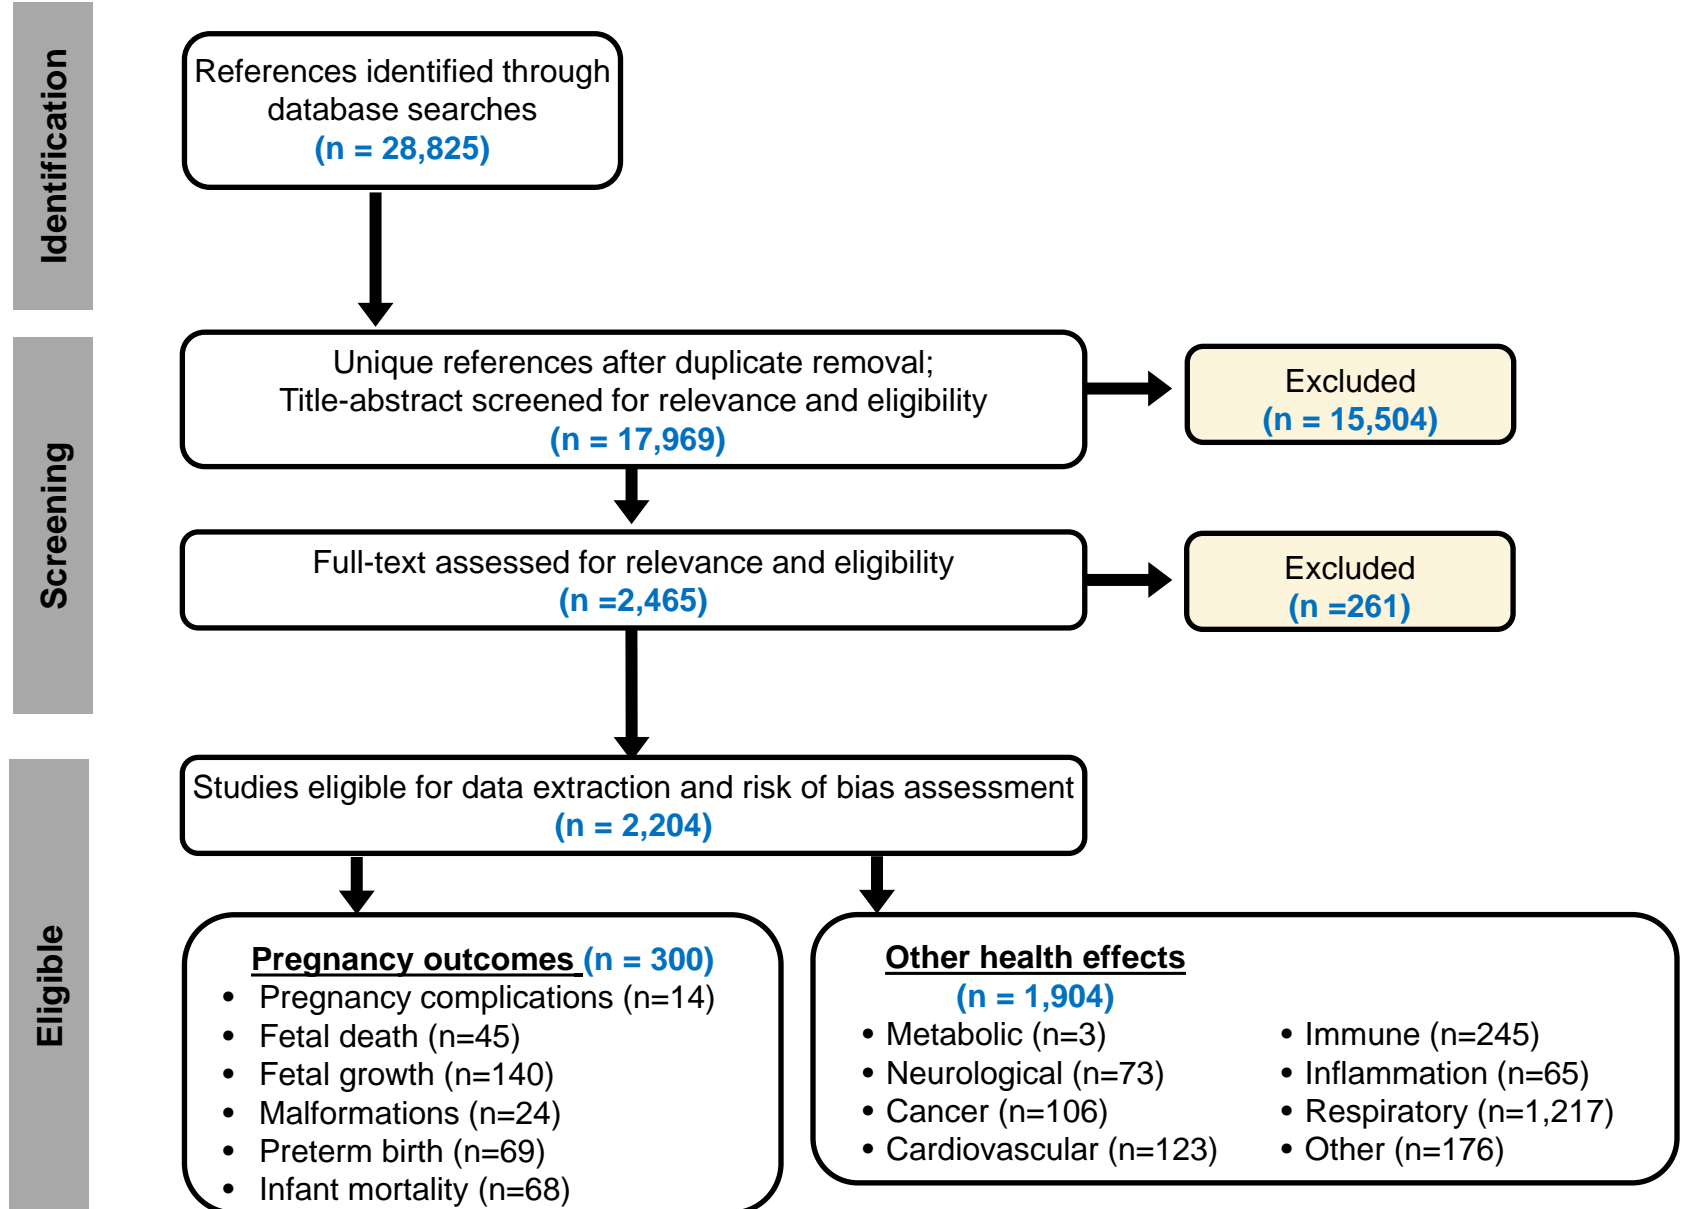 Identification
References identified through
database searches
(n = 28,825)
Screening
Unique references after duplicate removal;
Title-abstract screened for relevance and eligibility
(n = 17,969)
Excluded
(n = 15,504)
Full-text assessed for relevance and eligibility
(n =2,465)
Excluded
(n =261)
Eligible
Studies eligible for data extraction and risk of bias assessment
(n = 2,204)
Pregnancy outcomes (n = 300)
• Pregnancy complications (n=14)
• Fetal death (n=45)
• Fetal growth (n=140)
• Malformations (n=24)
• Preterm birth (n=69)
• Infant mortality (n=68)
Other health effects
(n = 1,904)
• Metabolic (n=3)
• Neurological (n=73)
• Cancer (n=106)
• Cardiovascular (n=123)
• Immune (n=245)
• Inflammation (n=65)
• Respiratory (n=1,217)
• Other (n=176)